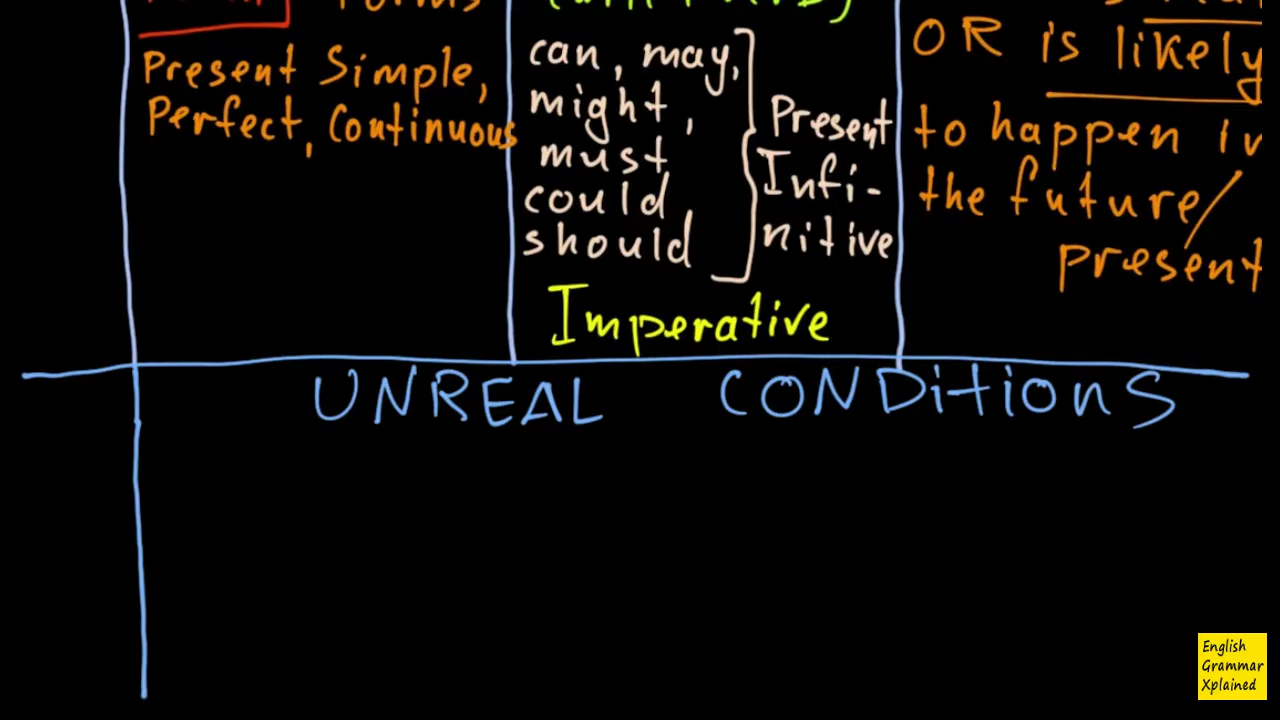 Present Simple,
Perfect, Continuous
can, may,
might,
must
could,
should
Present
Infi-
nitive
Imperative
OR is likely
to happen in
the future/
present
UNREAL CONDitionS
English
Grammar
Xplained